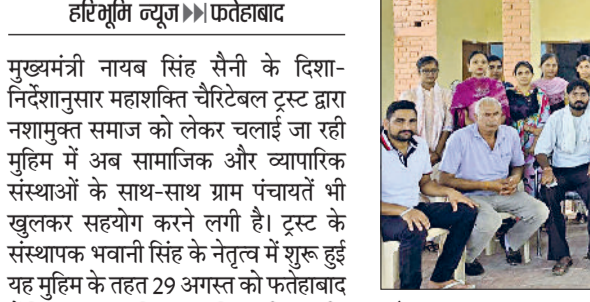 हरिभूमि न्यूज ▶▶| फतेहाबाद
मुख्यमंत्री नायब सिंह सैनी के दिशा-
निर्देशानुसार महाशक्ति चैरिटेबल ट्रस्ट द्वारा
नशामुक्त समाज को लेकर चलाई जा रही
मुहिम में अब सामाजिक और व्यापारिक
संस्थाओं के साथ-साथ ग्राम पंचायतें भी
खुलकर सहयोग करने लगी है। ट्रस्ट के
संस्थापक भवानी सिंह के नेतृत्व में शुरू हुई
यह मुहिम के तहत 29 अगस्त को फतेहाबाद